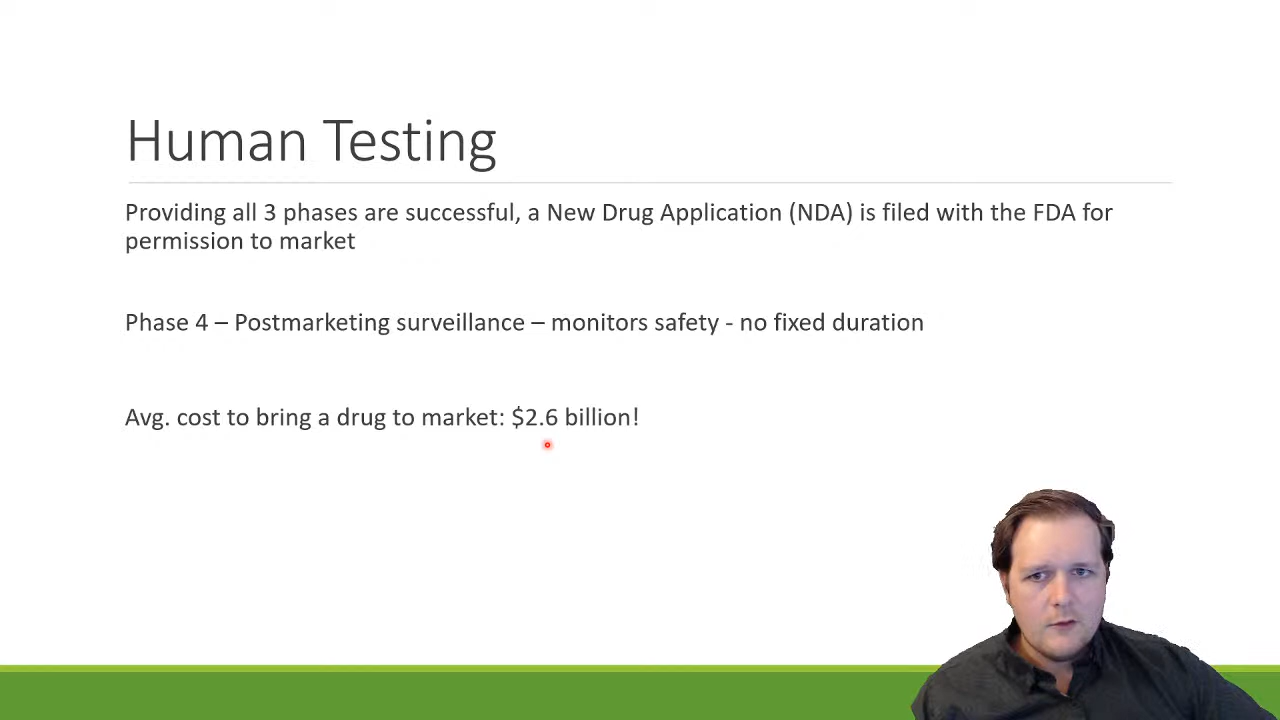 Human Testing
Providing all 3 phases are successful, a New Drug Application (NDA) is filed with the FDA for
permission to market
Phase 4 – Postmarketing surveillance – monitors safety - no fixed duration
Avg. cost to bring a drug to market: $2.6 billion!